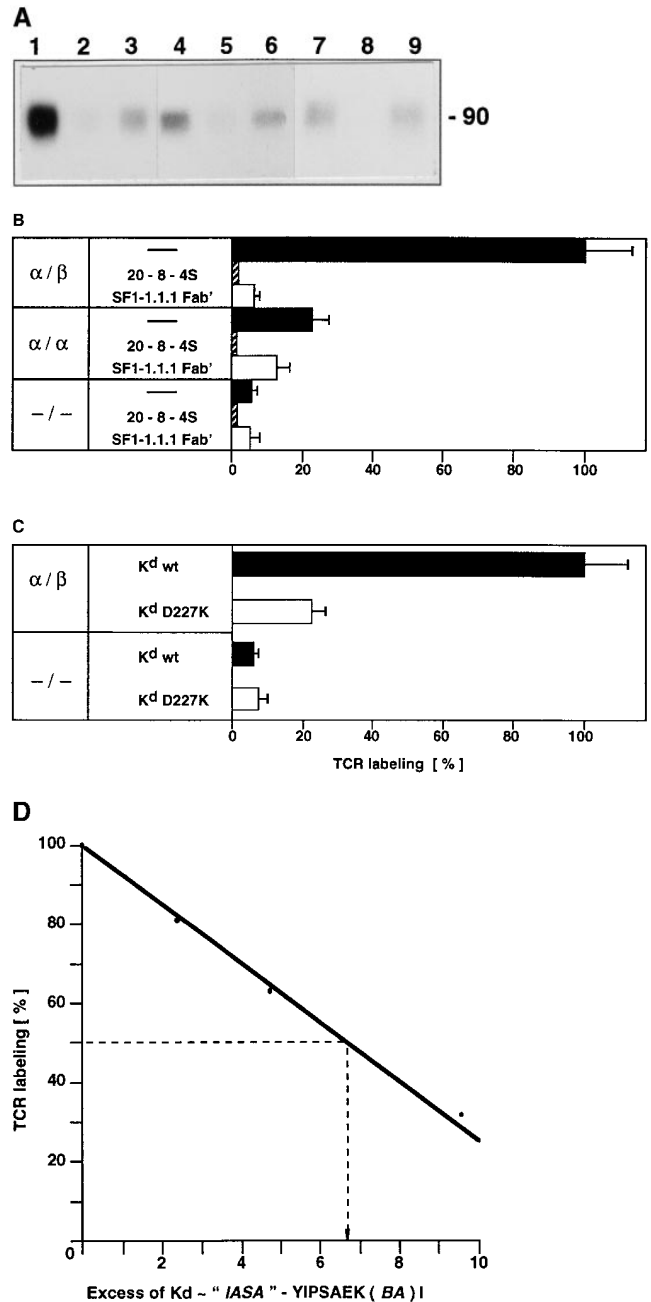 A
1 2 3 4 5 6 7 8 9
- 90
B
α / β
—
20 - 8 - 4S
SF1-1.1.1 Fab'
α / α
—
20 - 8 - 4S
SF1-1.1.1 Fab'
– / –
—
20 - 8 - 4S
SF1-1.1.1 Fab'
0 20 40 60 80 100
C
α / β
Kd wt
Kd D227K
– / –
Kd wt
Kd D227K
0 20 40 60 80 100
TCR labeling [ % ]
D
TCR labeling [ % ]
100
80
60
40
20
0
2 4 6 8 10
Excess of Kd ~ " IASA " - YIPSAEK ( BA ) I